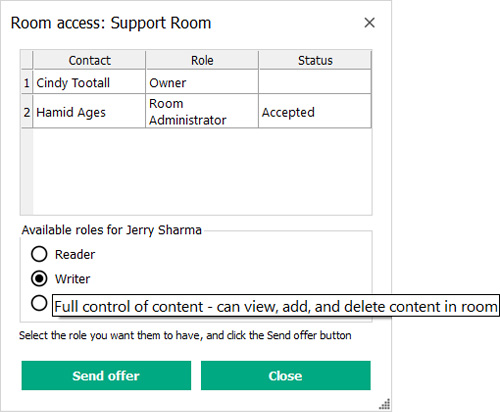 Room access: Support Room
Contact Role Status
1 Cindy Tootall Owner
2 Hamid Ages Room Administrator Accepted
Available roles for Jerry Sharma
Reader
Writer
Full control of content - can view, add, and delete content in room
Select the role you want them to have, and click the Send offer button
Send offer Close